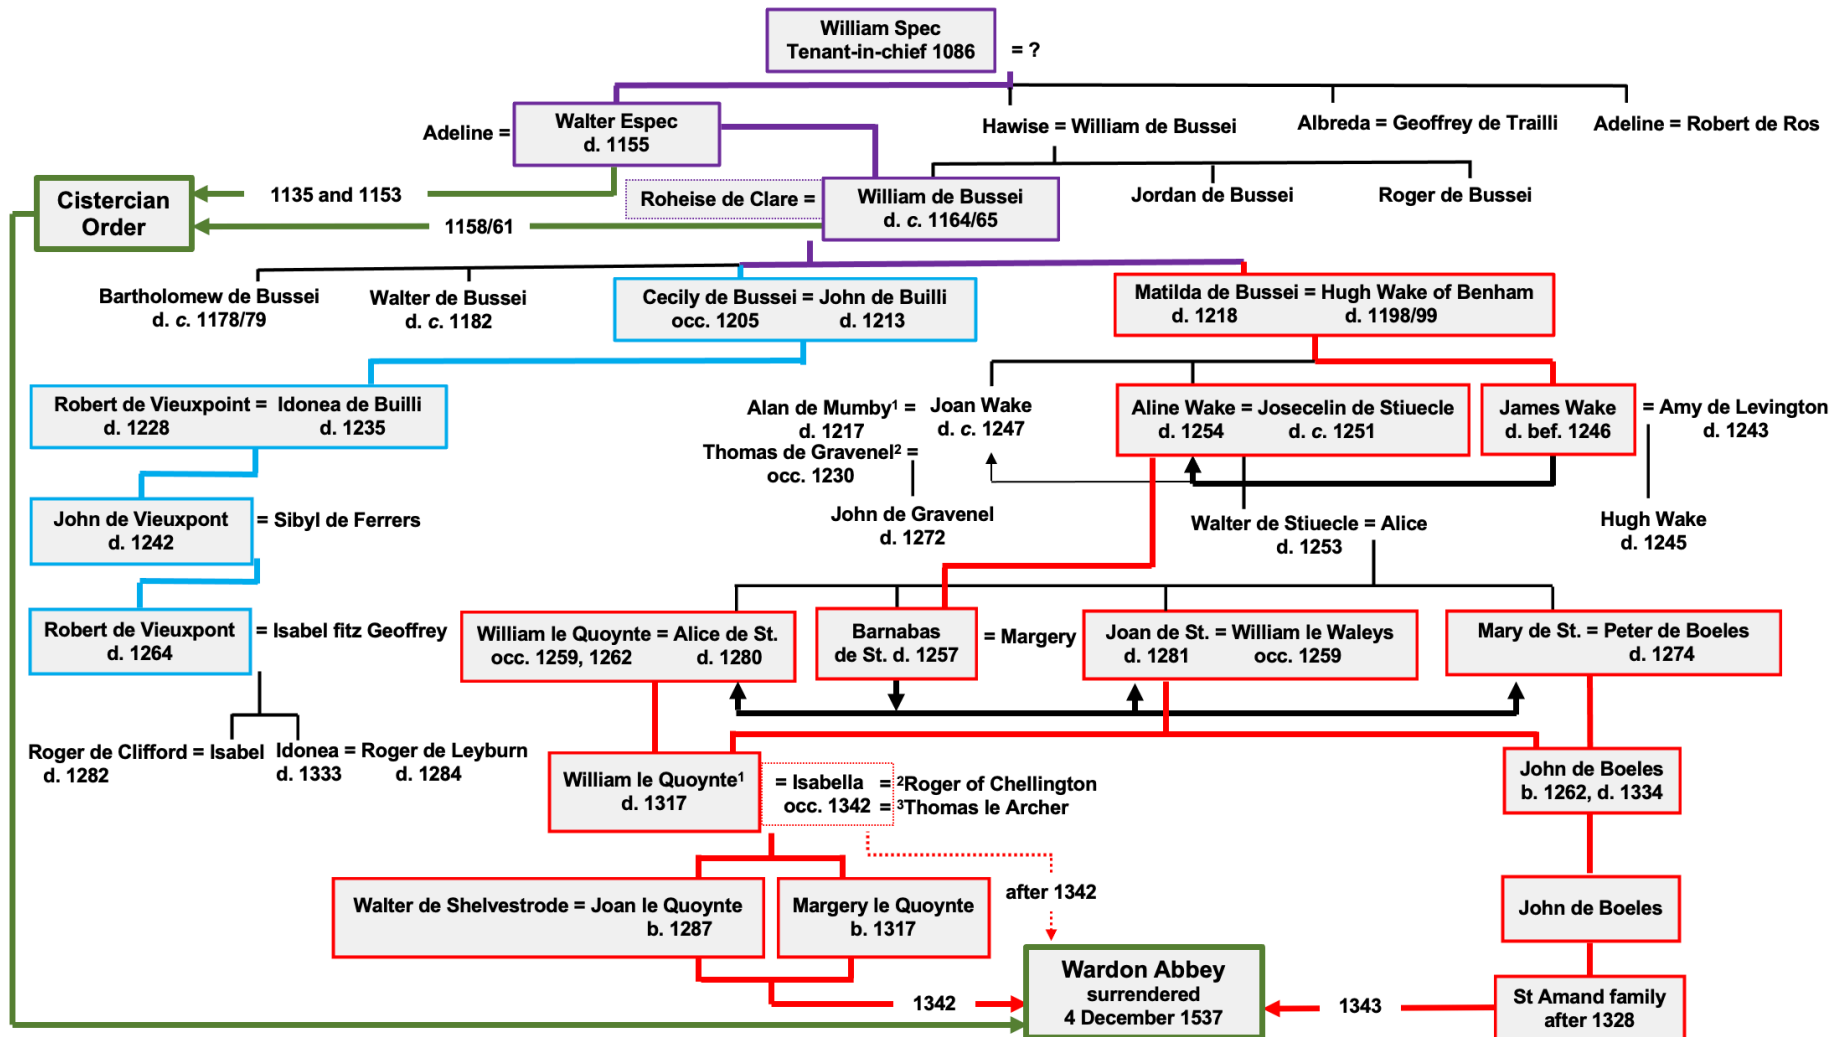 William Spec
Tenant-in-chief 1086
= ?
Adeline =
Walter Espec
d. 1155
Hawise = William de Bussei
Albreda = Geoffrey de Trailli
Adeline = Robert de Ros
Cistercian
Order
1135 and 1153
1158/61
Roheise de Clare =
William de Bussei
d. c. 1164/65
Jordan de Bussei
Roger de Bussei
Bartholomew de Bussei
d. c. 1178/79
Walter de Bussei
d. c. 1182
Cecily de Bussei = John de Builli
occ. 1205 d. 1213
Matilda de Bussei = Hugh Wake of Benham
d. 1218 d. 1198/99
Robert de Vieuxpoint = Idonea de Builli
d. 1228 d. 1235
Alan de Mumby¹ =
d. 1217
Thomas de Gravenel² =
occ. 1230
Joan Wake
d. c. 1247
Aline Wake = Josecelin de Stiuecle
d. 1254 d. c. 1251
James Wake
d. bef. 1246
= Amy de Levington
d. 1243
John de Vieuxpont
d. 1242
= Sibyl de Ferrers
John de Gravenel
d. 1272
Walter de Stiuecle = Alice
d. 1253
Hugh Wake
d. 1245
Robert de Vieuxpont
d. 1264
= Isabel fitz Geoffrey
William le Quoynte = Alice de St.
occ. 1259, 1262 d. 1280
Barnabas
de St. d. 1257
= Margery
Joan de St. = William le Waleys
d. 1281 occ. 1259
Mary de St. = Peter de Boeles
d. 1274
Roger de Clifford = Isabel
d. 1282
Idonea = Roger de Leyburn
d. 1333 d. 1284
William le Quoynte¹
d. 1317
= Isabella = ²Roger of Chellington
occ. 1342 = ³Thomas le Archer
John de Boeles
b. 1262, d. 1334
Walter de Shelvestrode = Joan le Quoynte
b. 1287
Margery le Quoynte
b. 1317
after 1342
John de Boeles
Wardon Abbey
surrendered
4 December 1537
1342
1343
St Amand family
after 1328